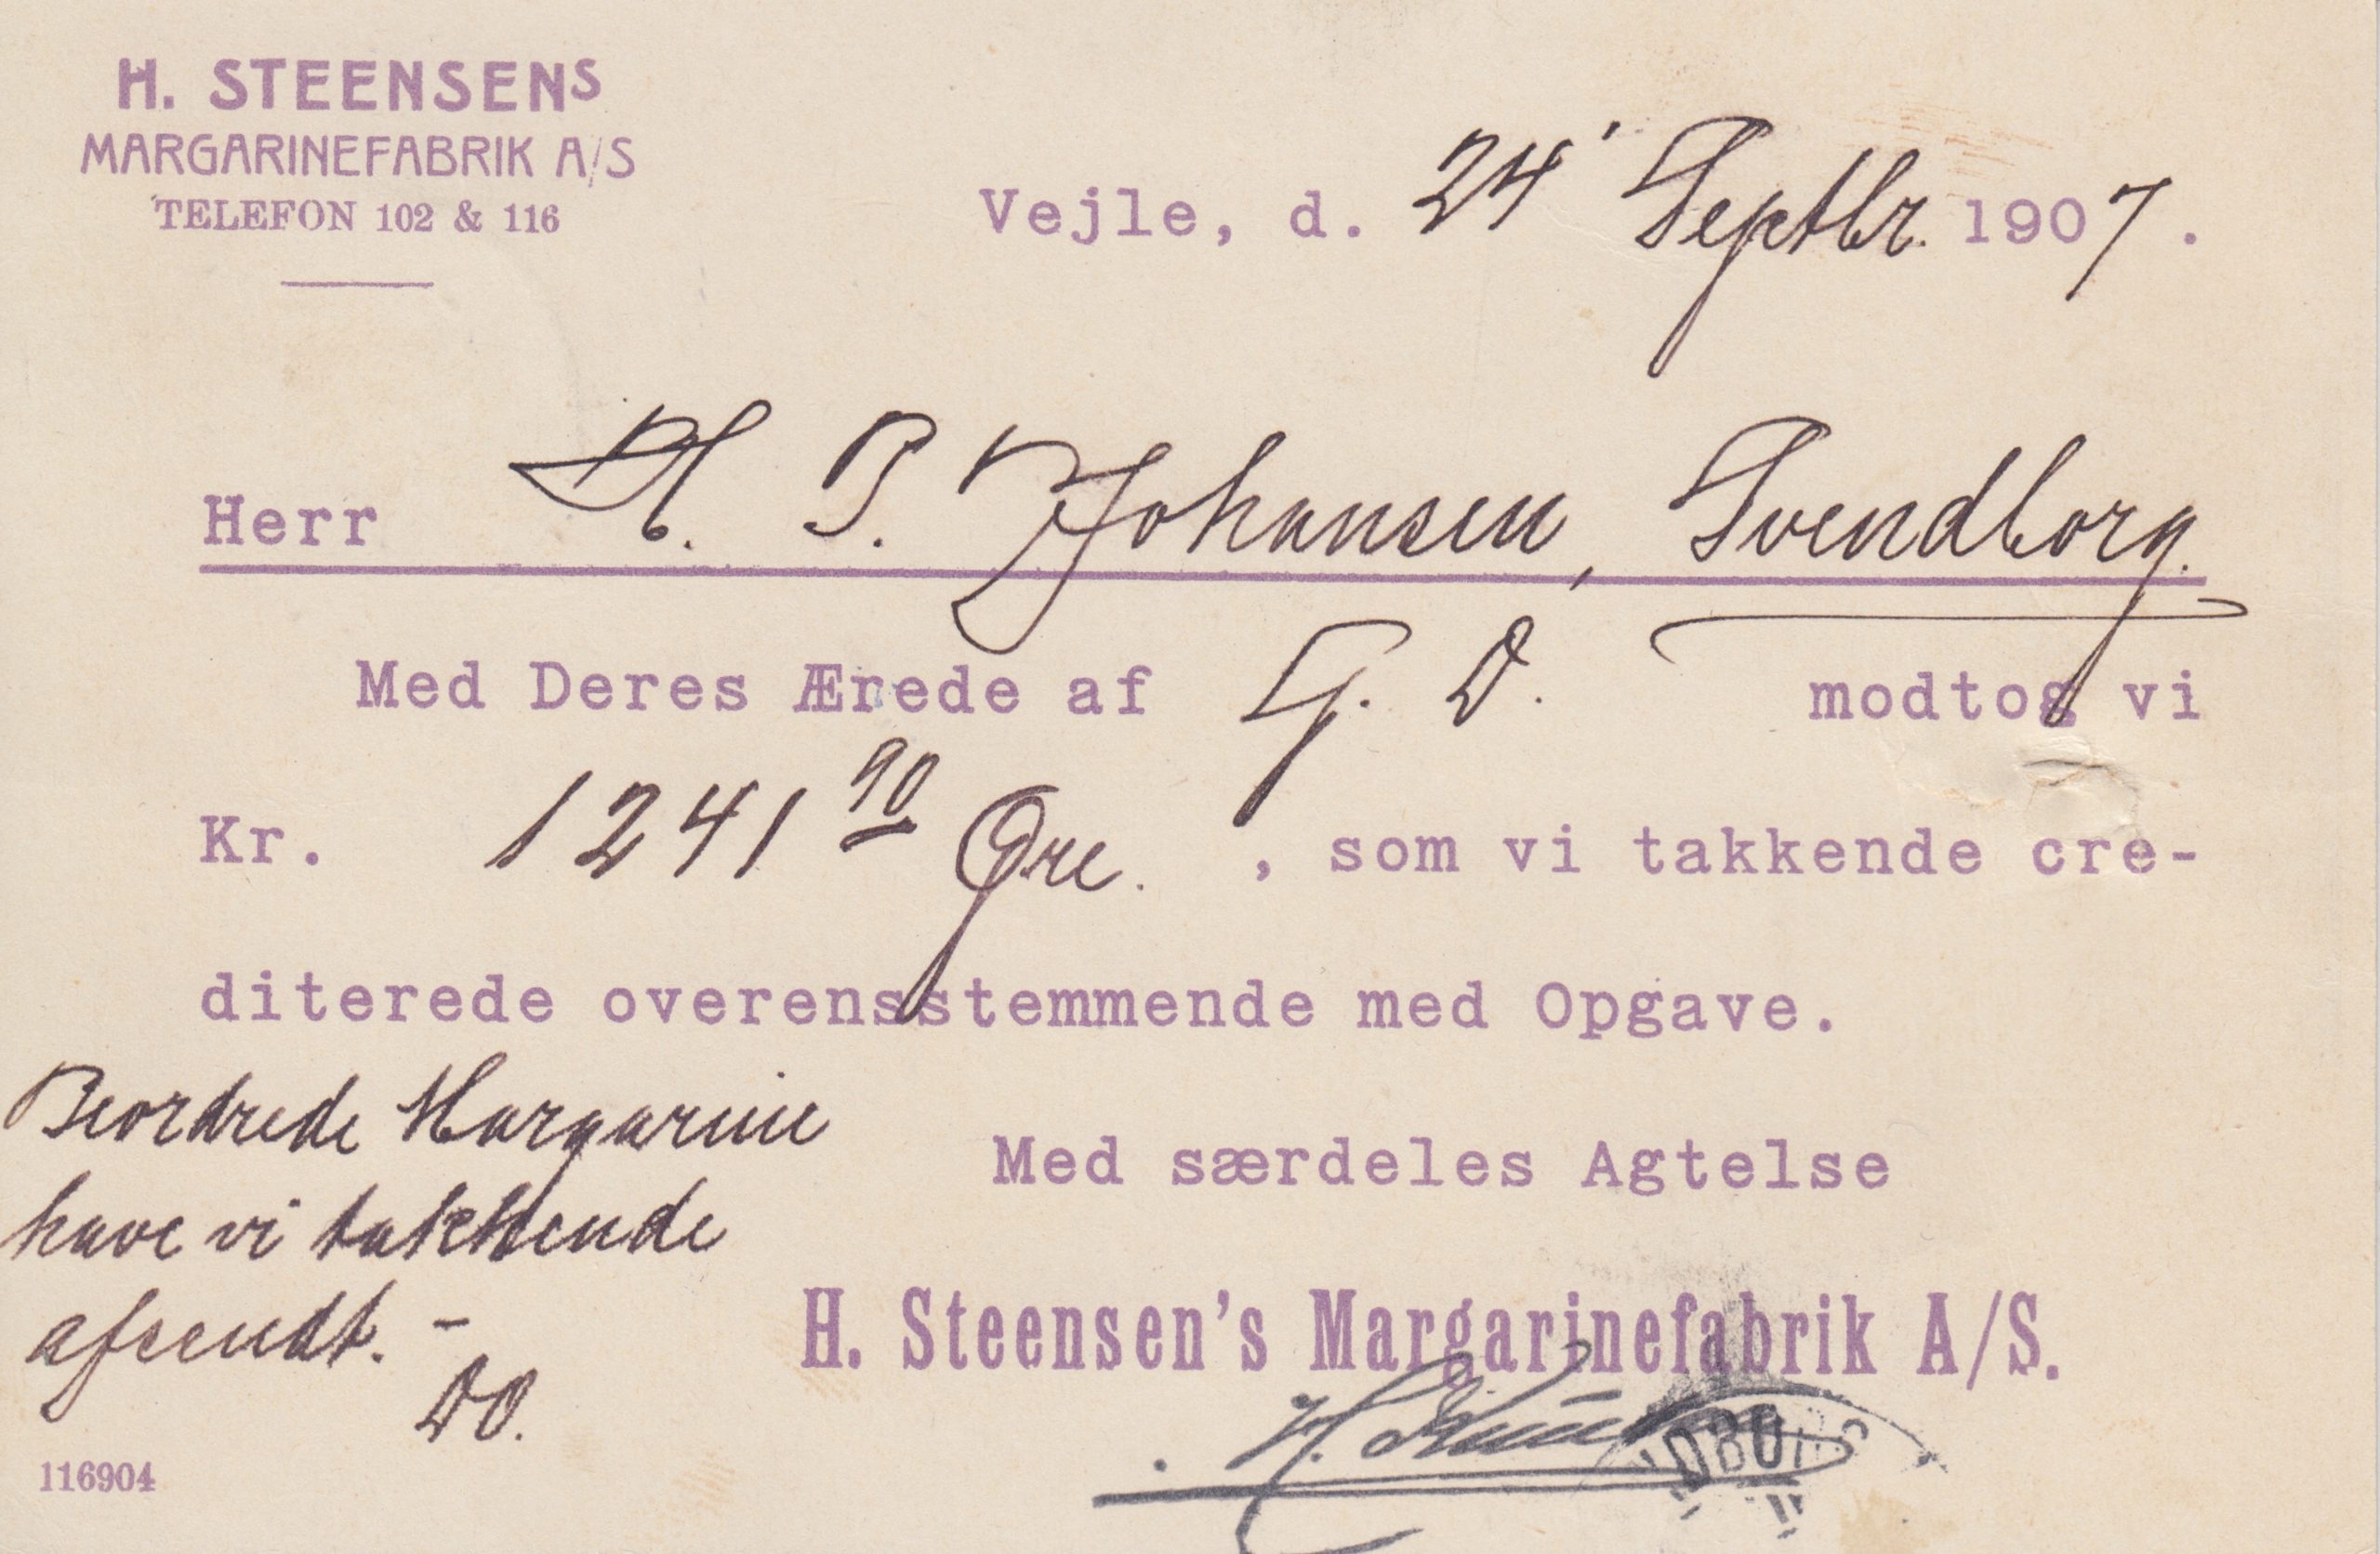 H. STEENSENS
MARGARINEFABRIK A/S
TELEFON 102 & 116
Vejle, d. 24' Septbr. 1907.
Herr H. P. Johansen, Svendborg.
Med Deres Ærede af G. D. modtog vi
Kr. 1241 90 Øre. , som vi takkende cre-
diterede overensstemmende med Opgave.
Beordrede Margarine
have vi takkende
afsendt. -
DO.
Med særdeles Agtelse
H. Steensen's Margarinefabrik A/S.
116904